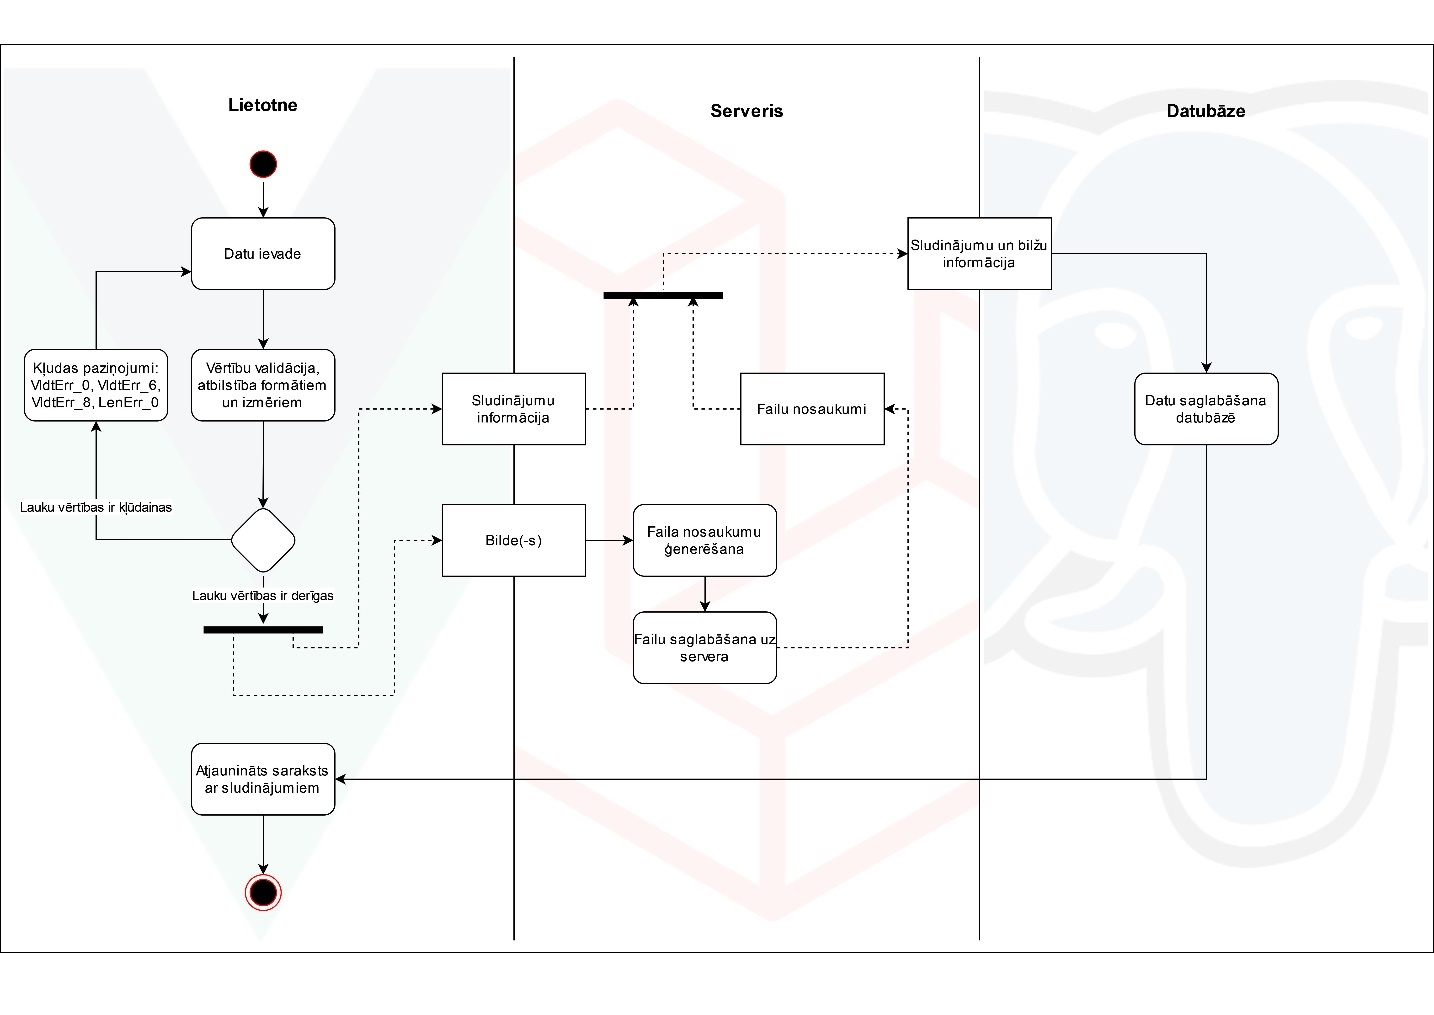 Lietotne
Serveris
Datubāze
Datu ievade
Sludinājumu un bilžu
informācija
Kļudas paziņojumi:
VldtErr_0, VldtErr_6,
VldtErr_8, LenErr_0
Vērtību validācija,
atbilstība formātiem
un izmēriem
Sludinājumu
informācija
Failu nosaukumi
Datu saglabāšana
datubāzē
Lauku vērtības ir kļūdainas
Bilde(-s)
Faila nosaukumu
ģenerēšana
Lauku vērtības ir derīgas
Failu saglabāšana uz
servera
Atjaunināts saraksts
ar sludinājumiem